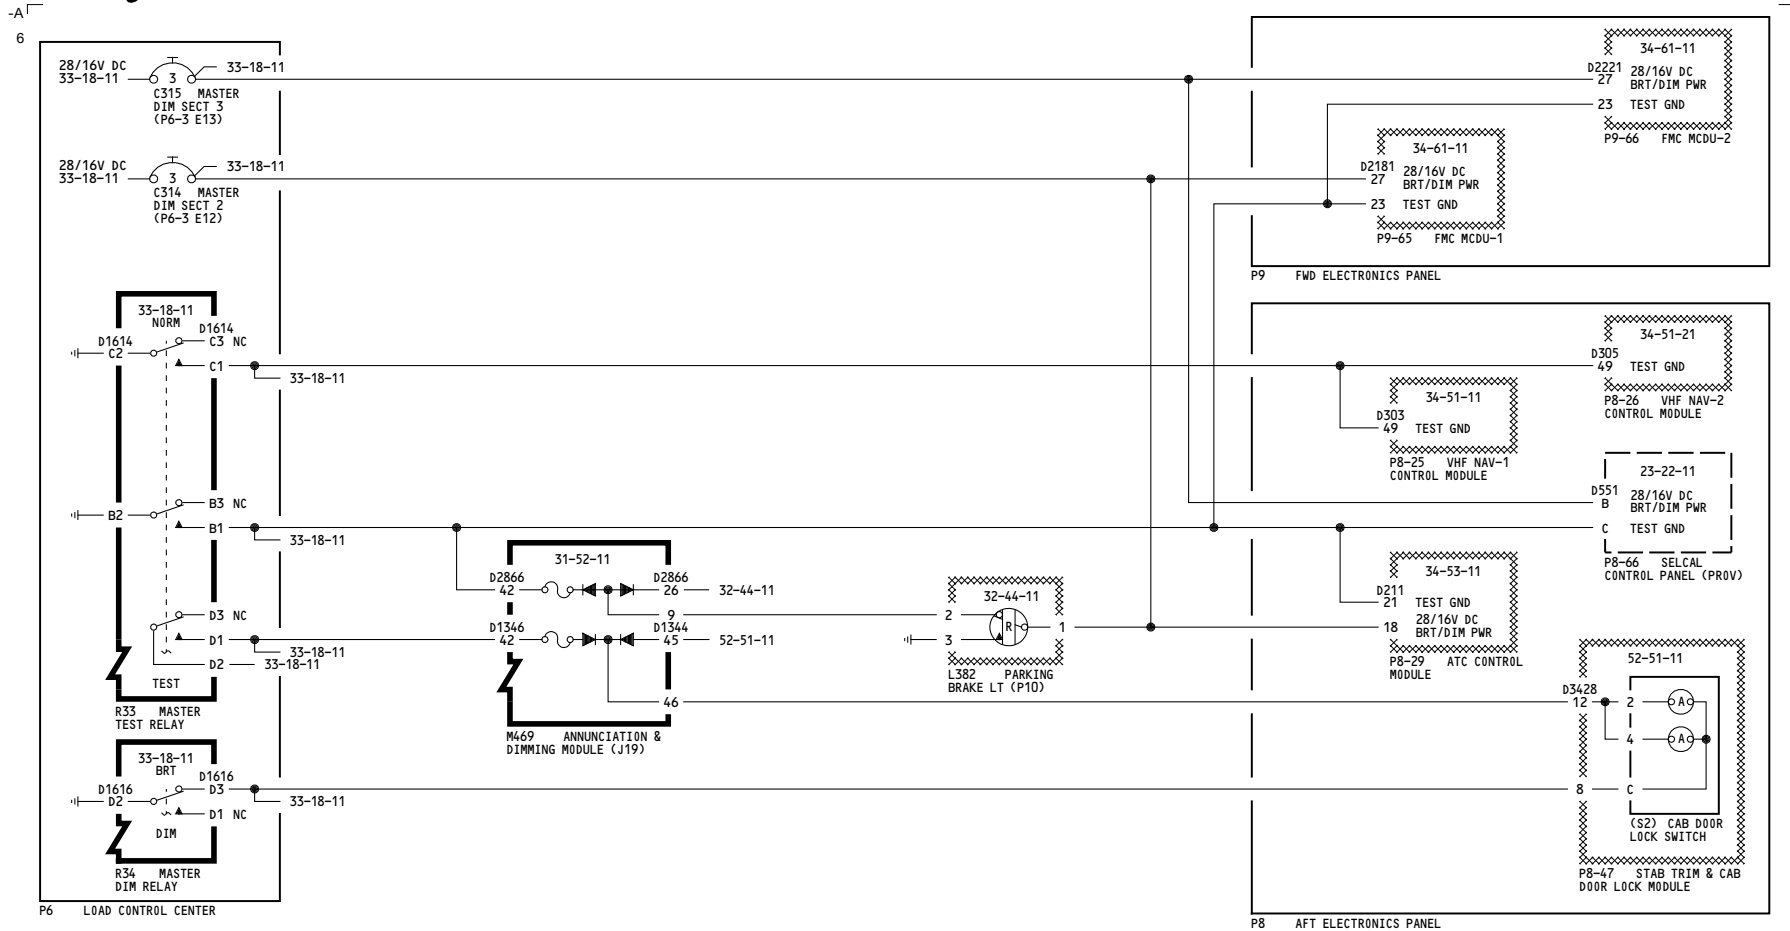 -A
6
28/16V DC
33-18-11
3
33-18-11
C315 MASTER
DIM SECT 3
(P6-3 E13)
28/16V DC
33-18-11
3
33-18-11
C314 MASTER
DIM SECT 2
(P6-3 E12)
33-18-11
NORM
D1614
C2
D1614
C3 NC
C1
33-18-11
B2
B3 NC
B1
33-18-11
D3 NC
D1
33-18-11
D2
33-18-11
TEST
R33 MASTER
TEST RELAY
33-18-11
BRT
D1616
D2
D1616
D3
33-18-11
D1 NC
DIM
R34 MASTER
DIM RELAY
P6 LOAD CONTROL CENTER
31-52-11
D2866
42
D2866
26
32-44-11
9
D1346
42
D1344
45
52-51-11
46
M469 ANNUNCIATION &
DIMMING MODULE (J19)
32-44-11
2
R
1
3
L382 PARKING
BRAKE LT (P10)
34-61-11
D2221
27
28/16V DC
BRT/DIM PWR
23 TEST GND
P9-66 FMC MCDU-2
34-61-11
D2181
27
28/16V DC
BRT/DIM PWR
23 TEST GND
P9-65 FMC MCDU-1
P9 FWD ELECTRONICS PANEL
34-51-21
D305
49 TEST GND
P8-26 VHF NAV-2
CONTROL MODULE
34-51-11
D303
49 TEST GND
P8-25 VHF NAV-1
CONTROL MODULE
23-22-11
D551
B
28/16V DC
BRT/DIM PWR
C TEST GND
P8-66 SELCAL
CONTROL PANEL (PROV)
34-53-11
D211
21 TEST GND
18
28/16V DC
BRT/DIM PWR
P8-29 ATC CONTROL
MODULE
52-51-11
D3428
12
2
A
4
A
8
C
(S2) CAB DOOR
LOCK SWITCH
P8-47 STAB TRIM & CAB
DOOR LOCK MODULE
P8 AFT ELECTRONICS PANEL